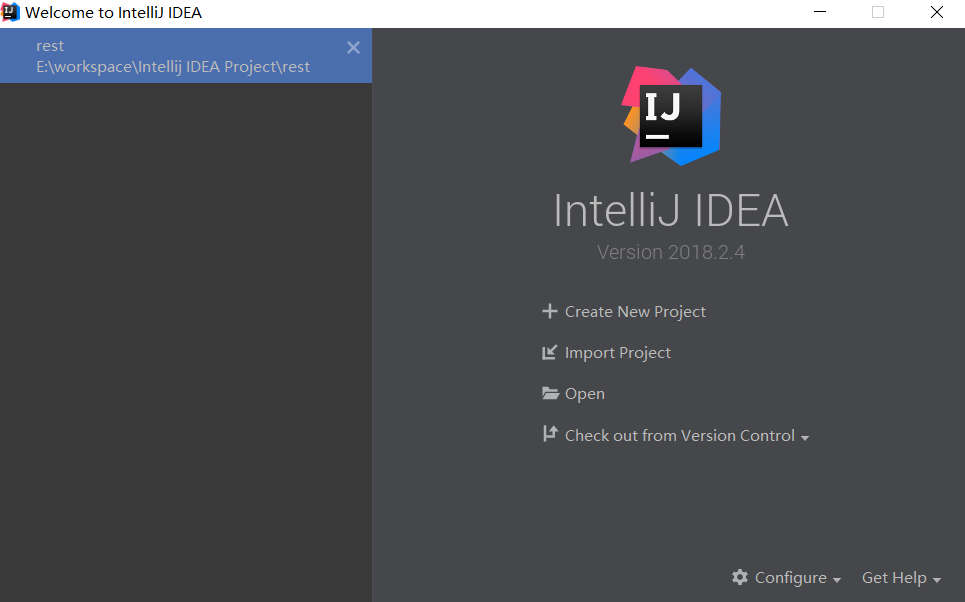 Welcome to IntelliJ IDEA
rest
E:\workspace\Intellij IDEA Project\rest
IJ
IntelliJ IDEA
Version 2018.2.4
Create New Project
Import Project
Open
Check out from Version Control
Configure
Get Help